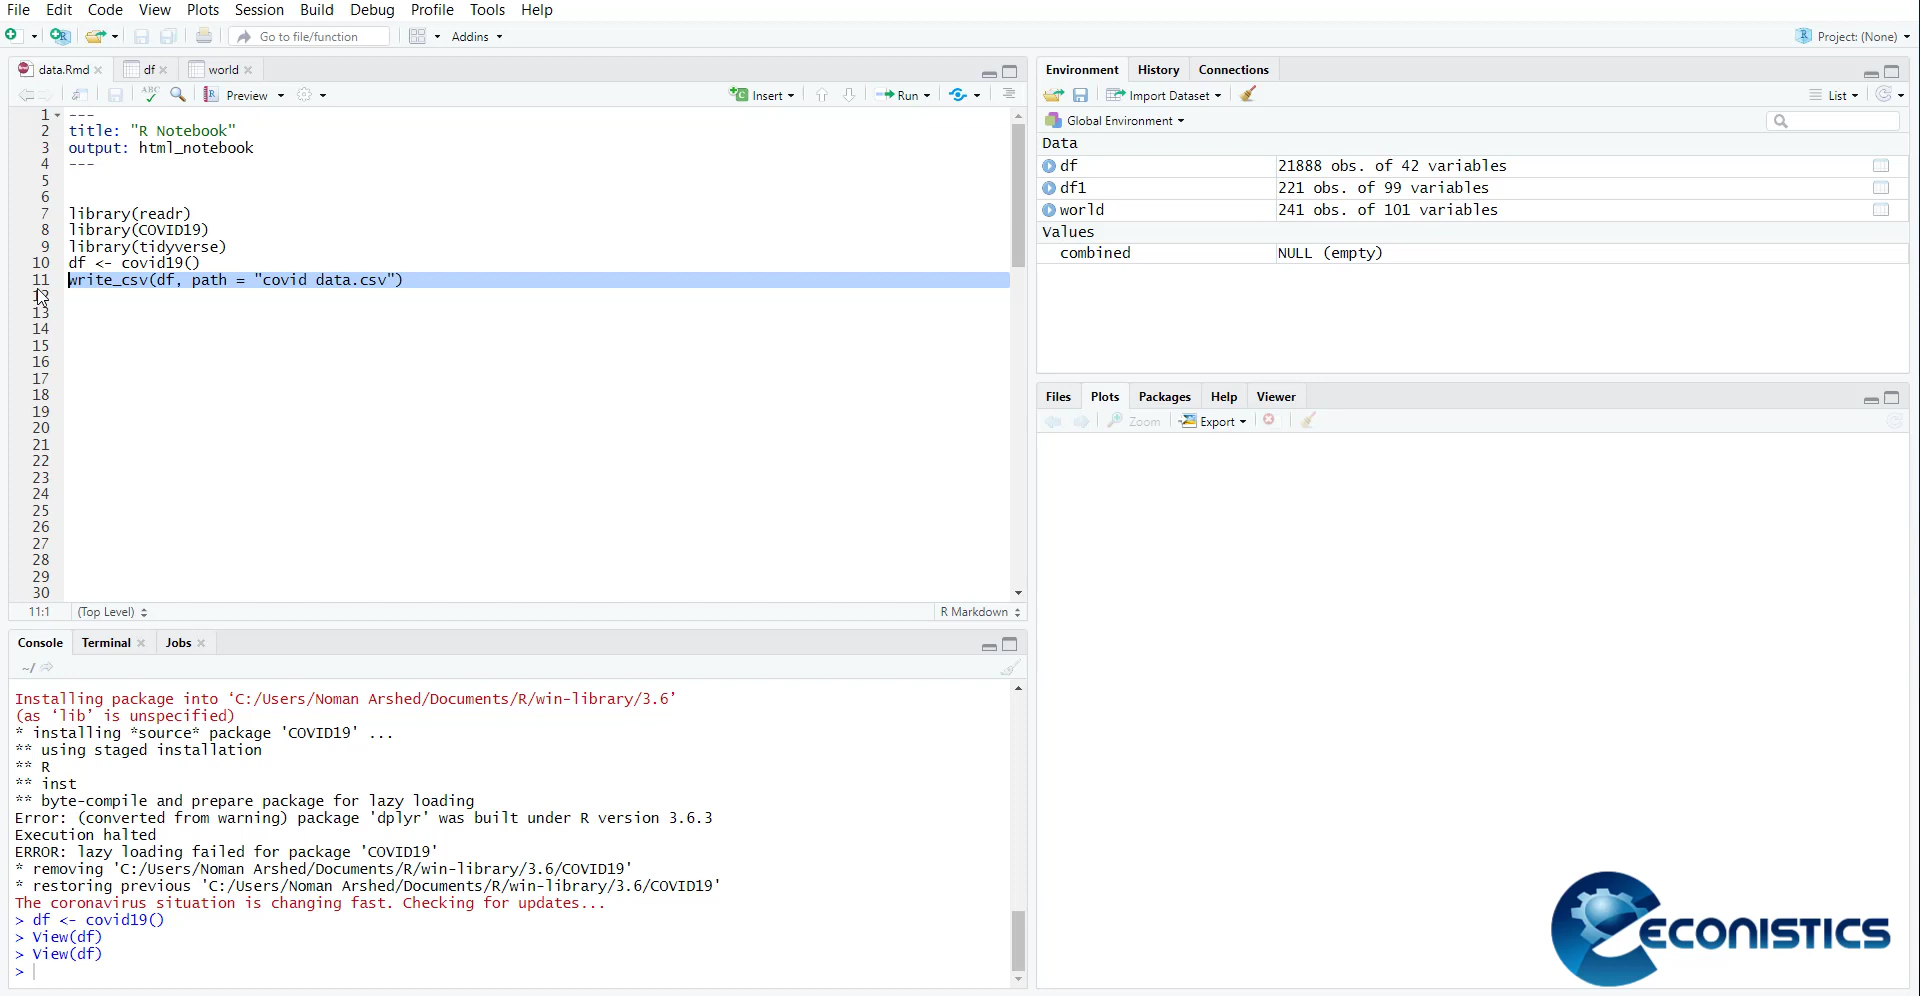 File Edit Code View Plots Session Build Debug Profile Tools Help
Go to file/function Addins Project: (None)
data.Rmd df world
ABC Preview Insert Run
1 ---
2 title: "R Notebook"
3 output: html_notebook
4 ---
5
6
7 library(readr)
8 library(COVID19)
9 library(tidyverse)
10 df <- covid19()
11 write_csv(df, path = "covid data.csv")
12
13
14
15
16
17
18
19
20
21
22
23
24
25
26
27
28
29
30
11:1 (Top Level) R Markdown
Console Terminal Jobs
~/
Installing package into ‘C:/Users/Noman Arshed/Documents/R/win-library/3.6’
(as ‘lib’ is unspecified)
* installing *source* package 'COVID19' ...
** using staged installation
** R
** inst
** byte-compile and prepare package for lazy loading
Error: (converted from warning) package 'dplyr' was built under R version 3.6.3
Execution halted
ERROR: lazy loading failed for package 'COVID19'
* removing 'C:/Users/Noman Arshed/Documents/R/win-library/3.6/COVID19'
* restoring previous 'C:/Users/Noman Arshed/Documents/R/win-library/3.6/COVID19'
The coronavirus situation is changing fast. Checking for updates...
> df <- covid19()
> View(df)
> View(df)
>
Environment History Connections
Import Dataset List
Global Environment
Data
df 21888 obs. of 42 variables
df1 221 obs. of 99 variables
world 241 obs. of 101 variables
Values
combined NULL (empty)
Files Plots Packages Help Viewer
Zoom Export
ECONISTICS